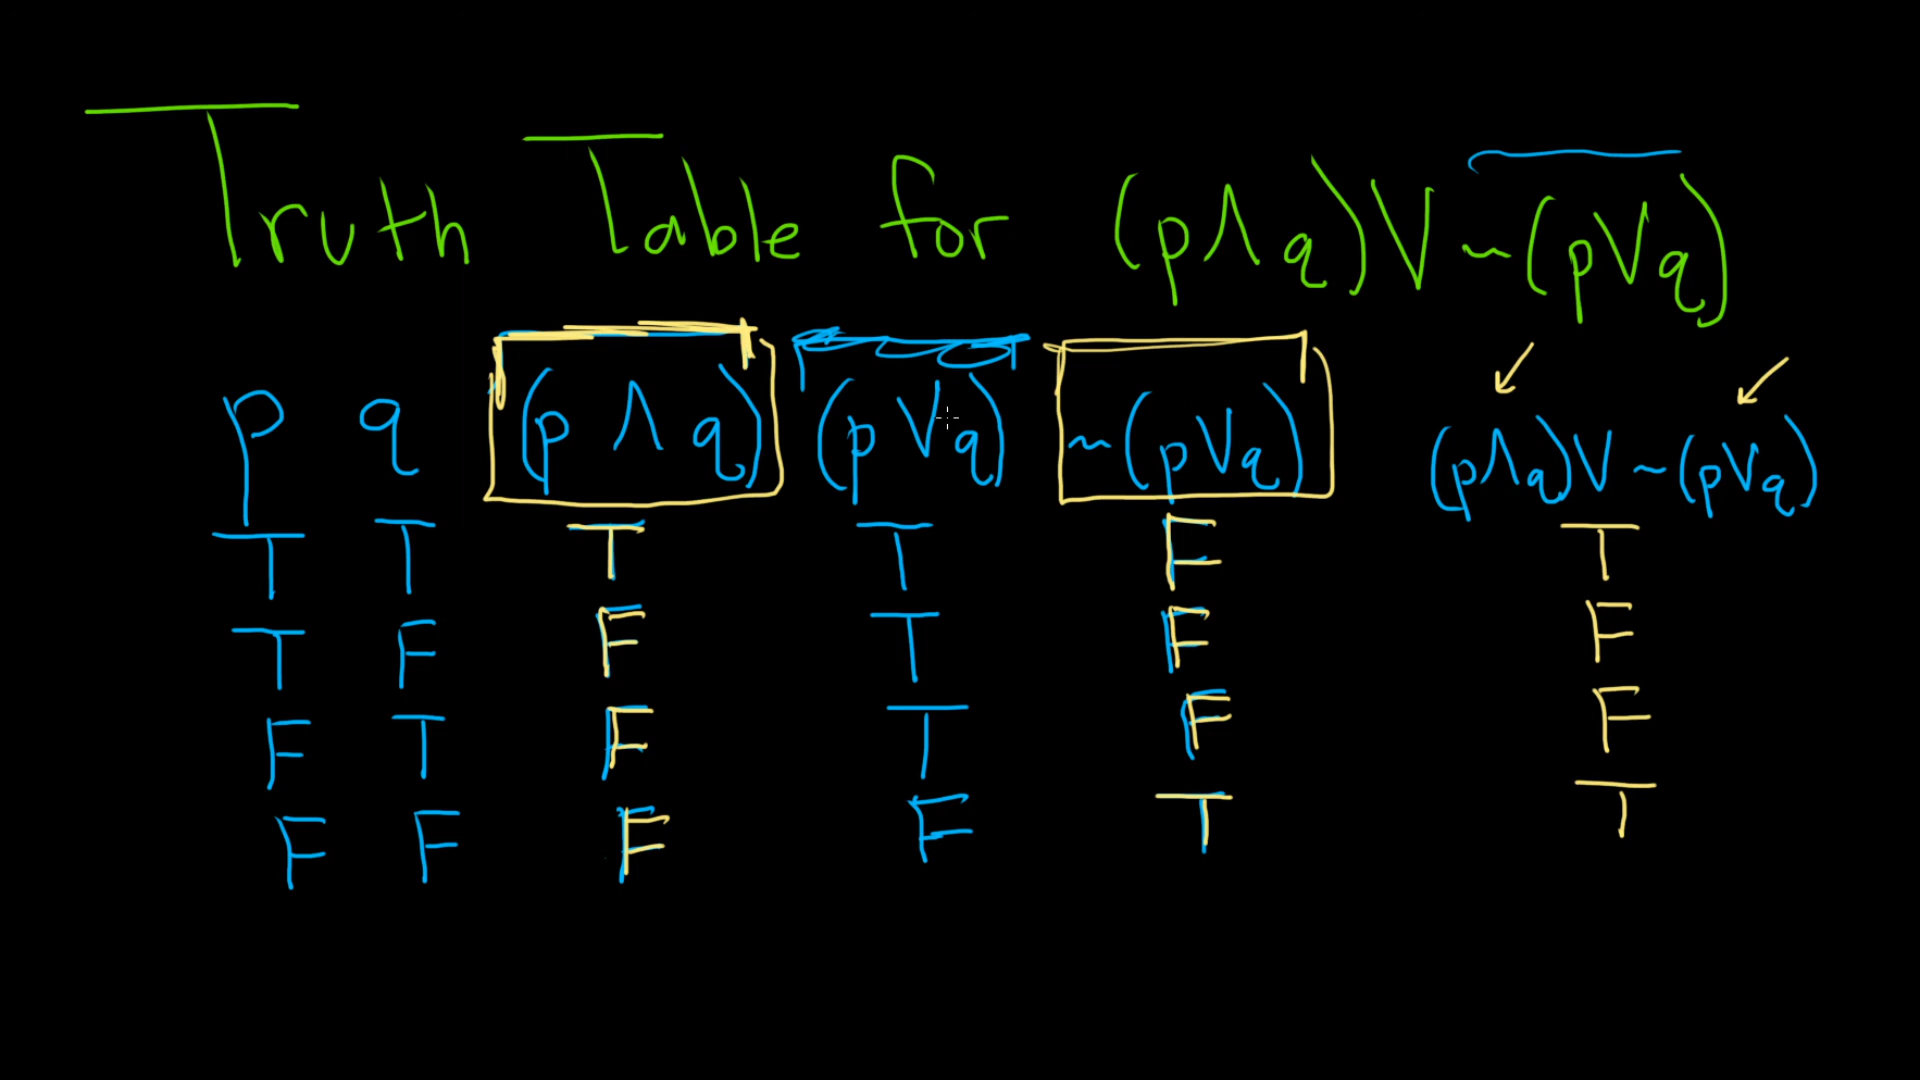 Truth Table for (p∧q)∨~(p∨q)
p q (p ∧ q) (p ∨ q) ~(p∨q) (p∧q)∨~(p∨q)
T T T T F T
T F F T F F
F T F T F F
F F F F T T